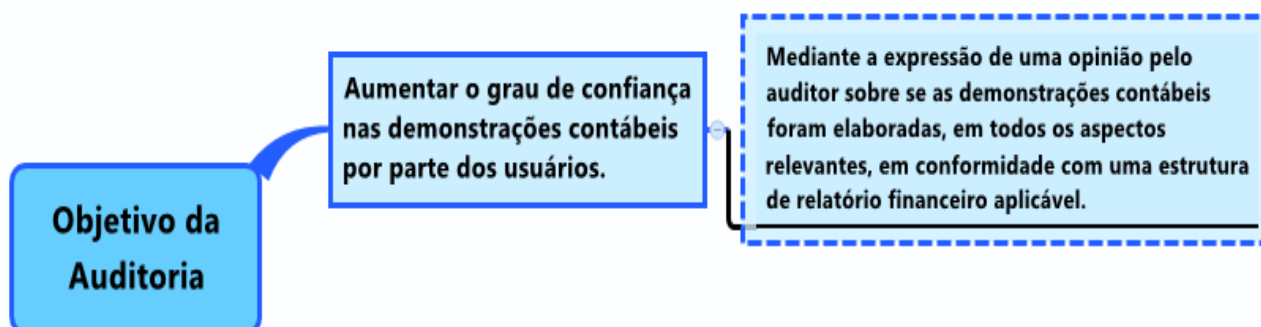 Objetivo da
Auditoria
Aumentar o grau de confiança
nas demonstrações contábeis
por parte dos usuários.
Mediante a expressão de uma opinião pelo
auditor sobre se as demonstrações contábeis
foram elaboradas, em todos os aspectos
relevantes, em conformidade com uma estrutura
de relatório financeiro aplicável.